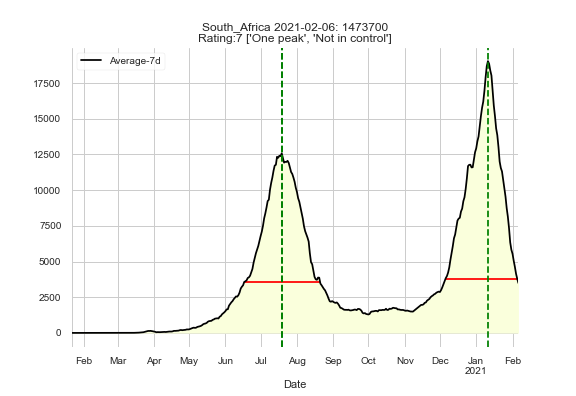 South_Africa 2021-02-06: 1473700
Rating:7 ['One peak', 'Not in control']
Average-7d
17500
15000
12500
10000
7500
5000
2500
0
Feb Mar Apr May Jun Jul Aug Sep Oct Nov Dec Jan Feb
2021
Date